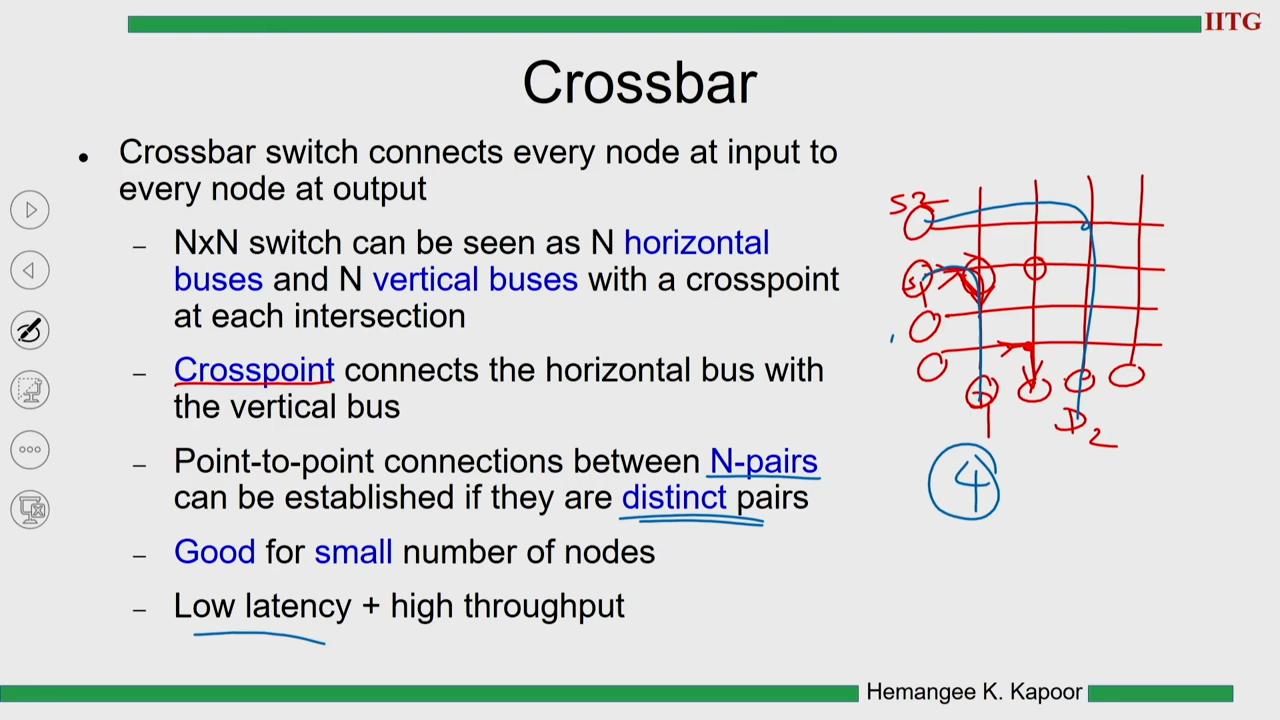 IITG
Crossbar
• Crossbar switch connects every node at input to
every node at output
– NxN switch can be seen as N horizontal
buses and N vertical buses with a crosspoint
at each intersection
– Crosspoint connects the horizontal bus with
the vertical bus
– Point-to-point connections between N-pairs
can be established if they are distinct pairs
– Good for small number of nodes
– Low latency + high throughput
S2
S1
D2
4
Hemangee K. Kapoor